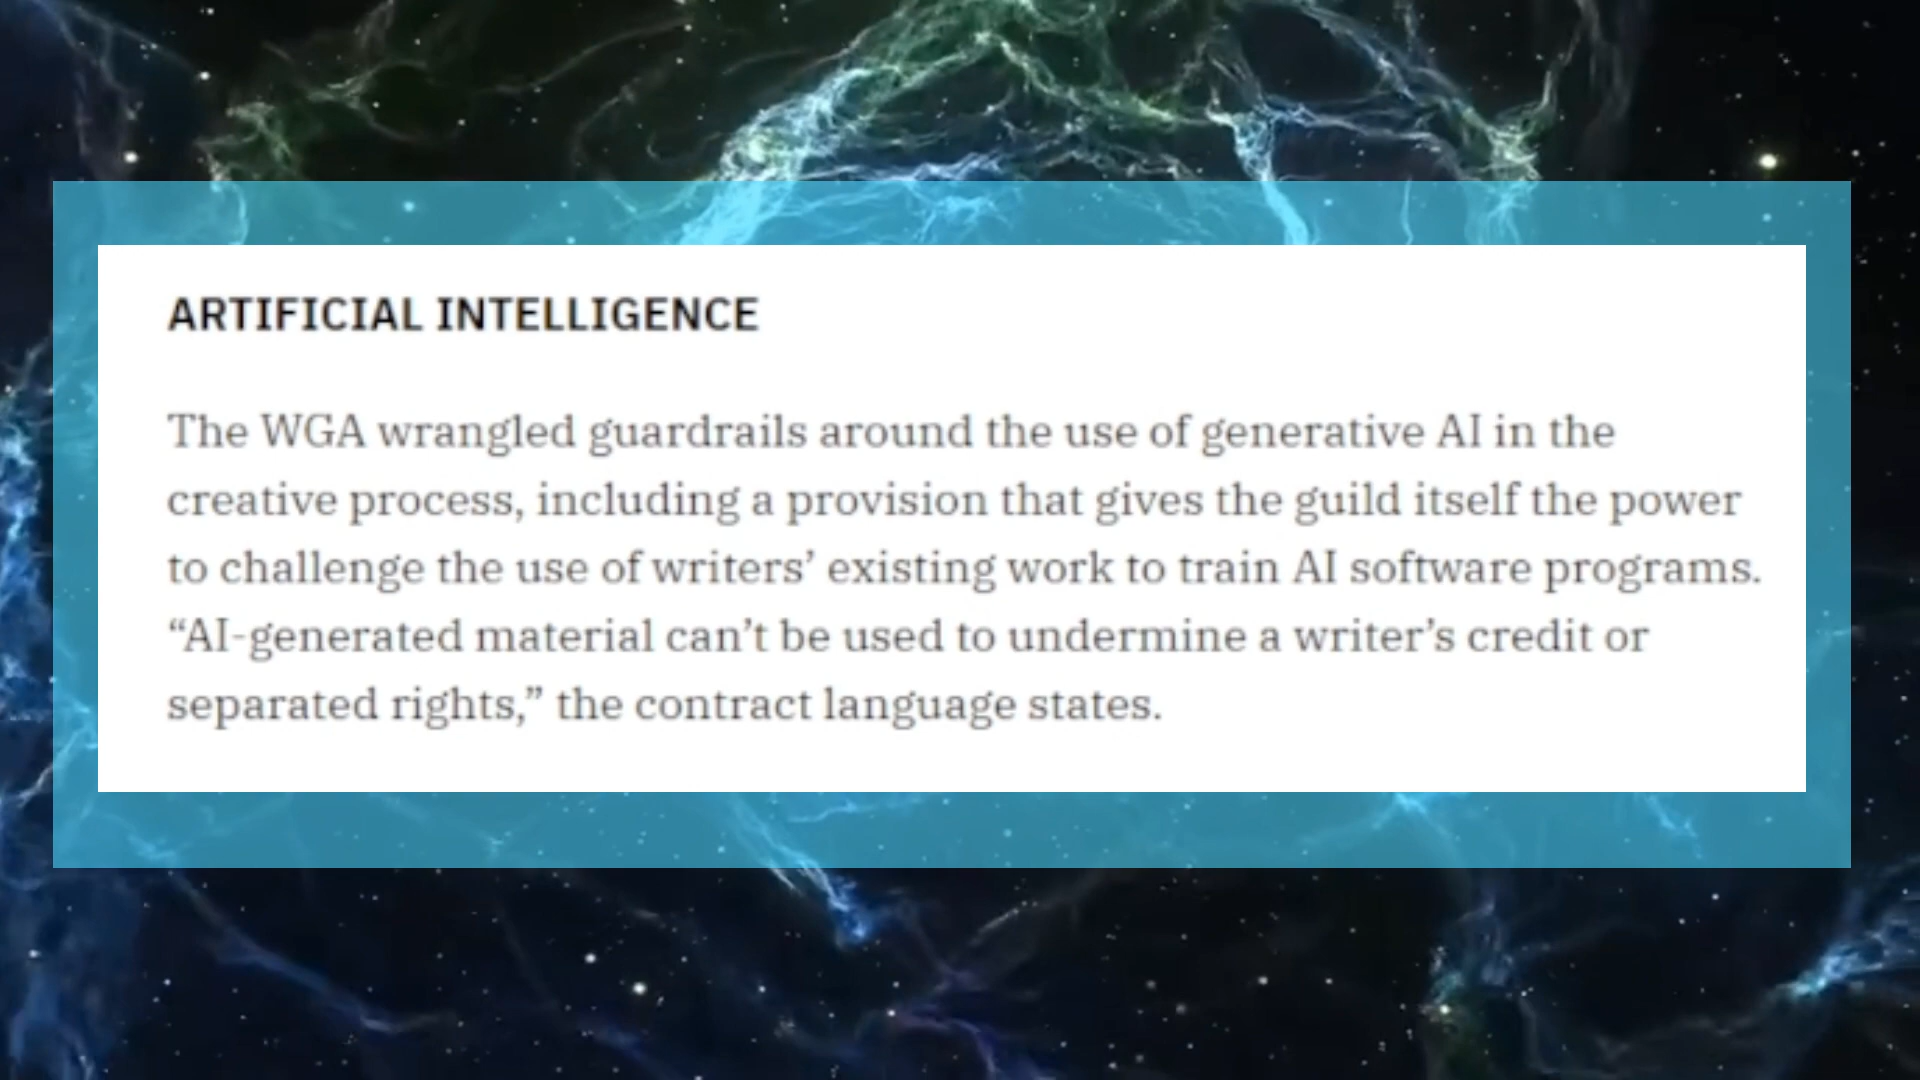 ARTIFICIAL INTELLIGENCE
The WGA wrangled guardrails around the use of generative AI in the
creative process, including a provision that gives the guild itself the power
to challenge the use of writers’ existing work to train AI software programs.
“AI-generated material can’t be used to undermine a writer’s credit or
separated rights,” the contract language states.